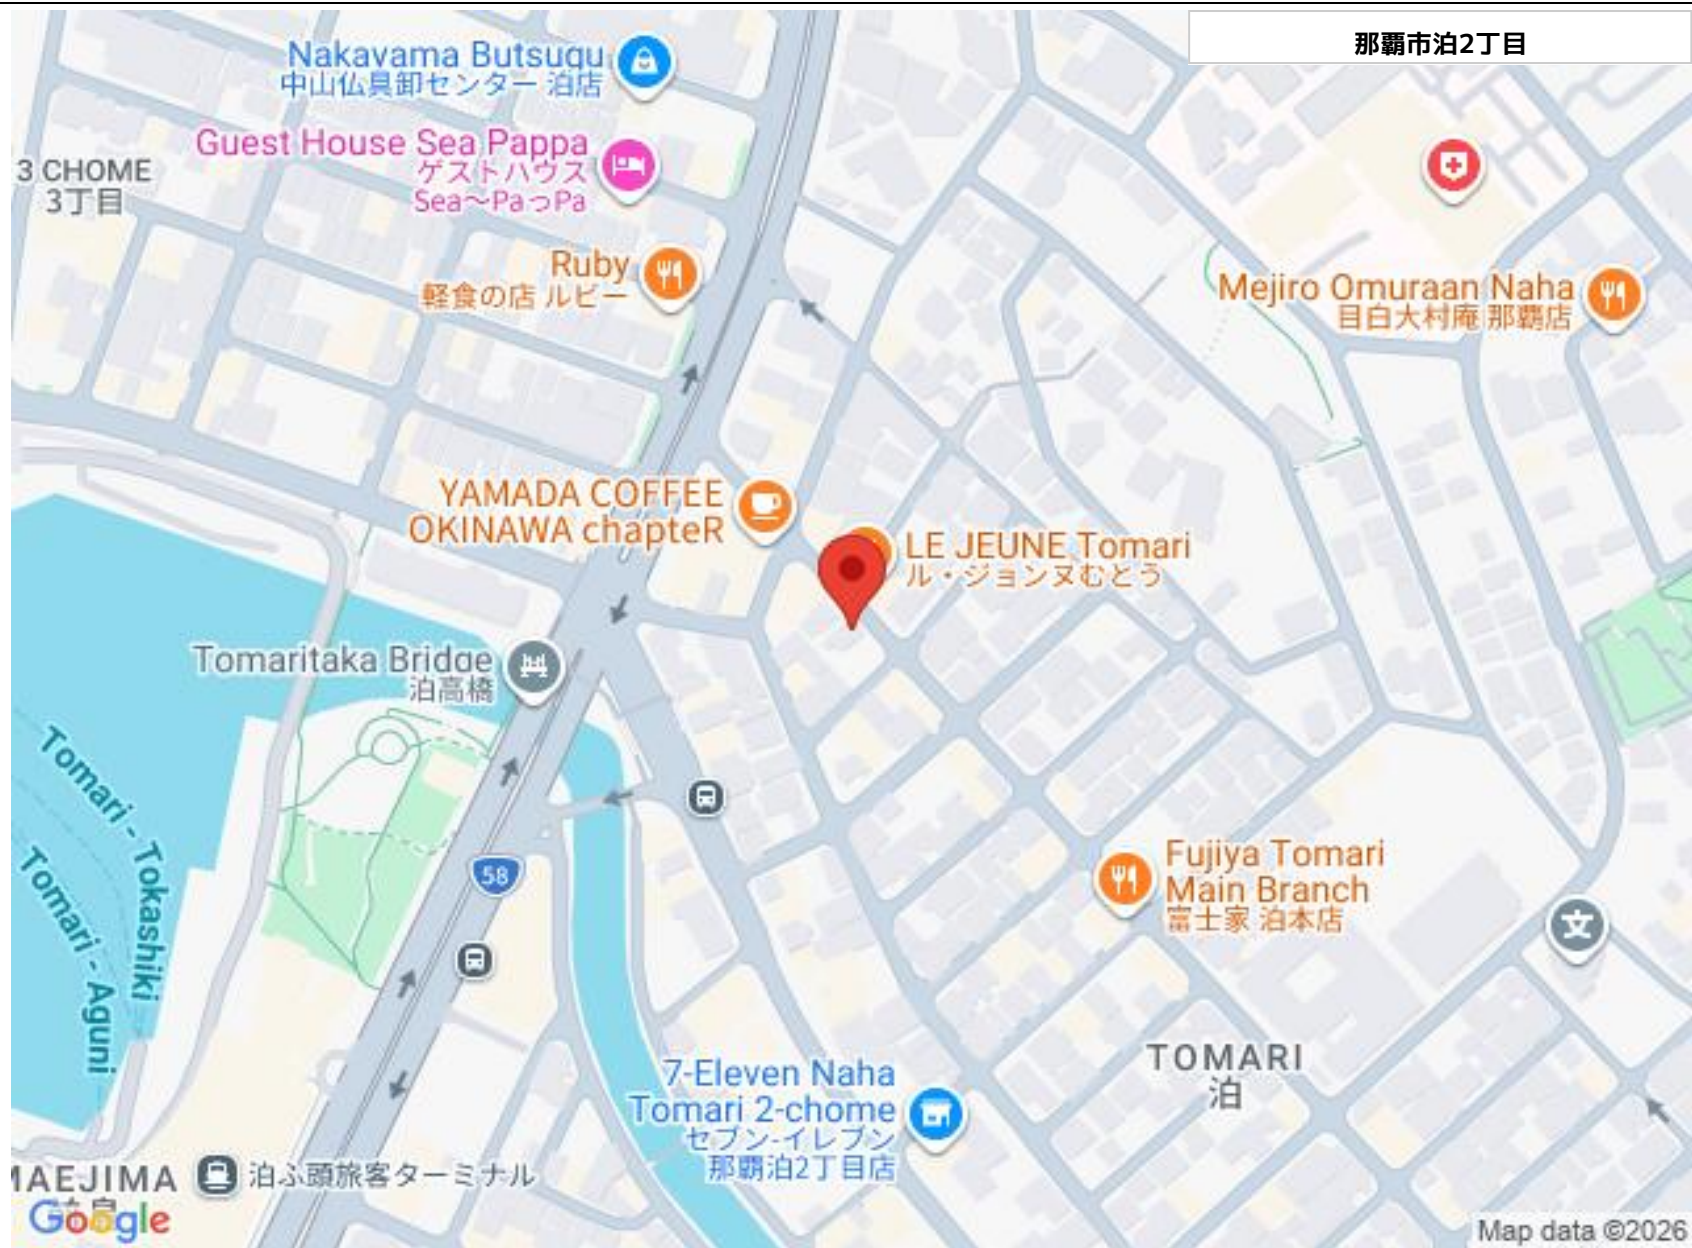 那覇市泊2丁目
Nakayama Butsugu
中山仏具卸センター 泊店
Guest House Sea Pappa
ゲストハウス
Sea～PaっPa
3 CHOME
3丁目
Ruby
軽食の店 ルビー
Mejiro Omuraan Naha
目白大村庵 那覇店
YAMADA COFFEE
OKINAWA chapteR
LE JEUNE Tomari
ル・ジョンヌむとう
Tomaritaka Bridge
泊高橋
Tomari - Tokashiki
Tomari - Aguni
58
Fujiya Tomari
Main Branch
富士家 泊本店
文
TOMARI
泊
7-Eleven Naha
Tomari 2-chome
セブン-イレブン
那覇泊2丁目店
MAEJIMA
泊ふ頭旅客ターミナル
Google
Map data ©2026